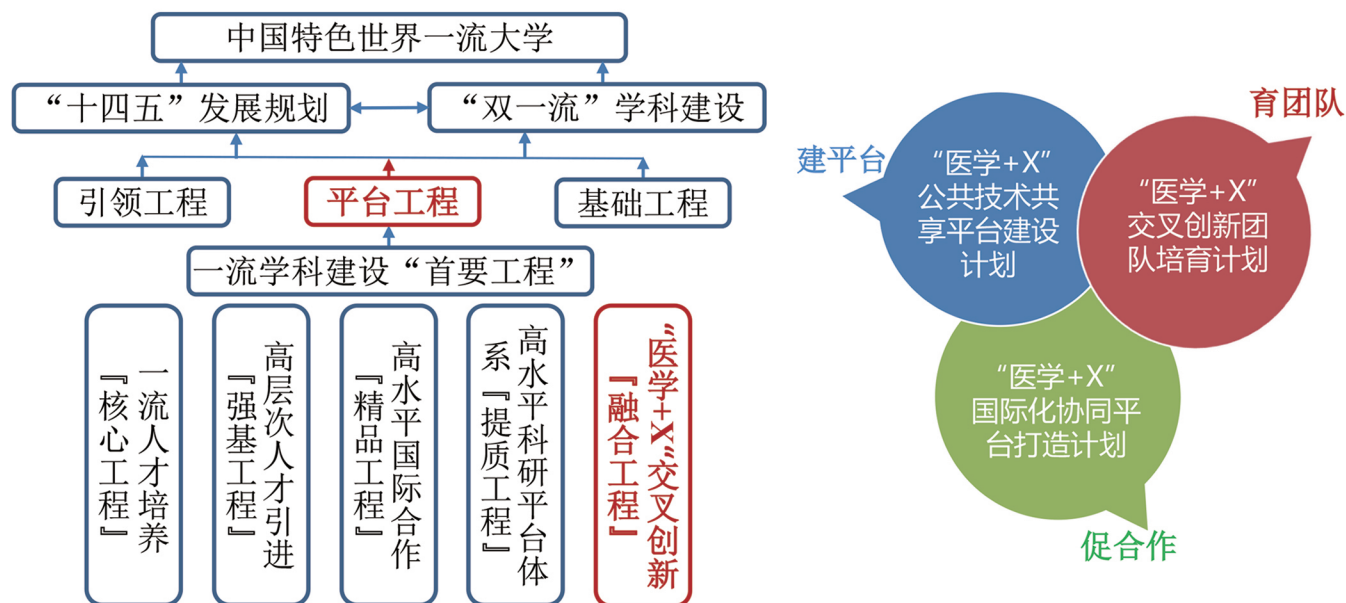 中国特色世界一流大学
“十四五”发展规划
“双一流”学科建设
引领工程
平台工程
基础工程
一流学科建设“首要工程”
一流人才培养
『核心工程』
高层次人才引进
『强基工程』
高水平国际合作
『精品工程』
高水平科研平台体
系『提质工程』
“医学+X”交叉创新
『融合工程』
建平台
“医学+X”
公共技术共
享平台建设
计划
育团队
“医学+X”
交叉创新团
队培育计划
“医学+X”
国际化协同平
台打造计划
促合作